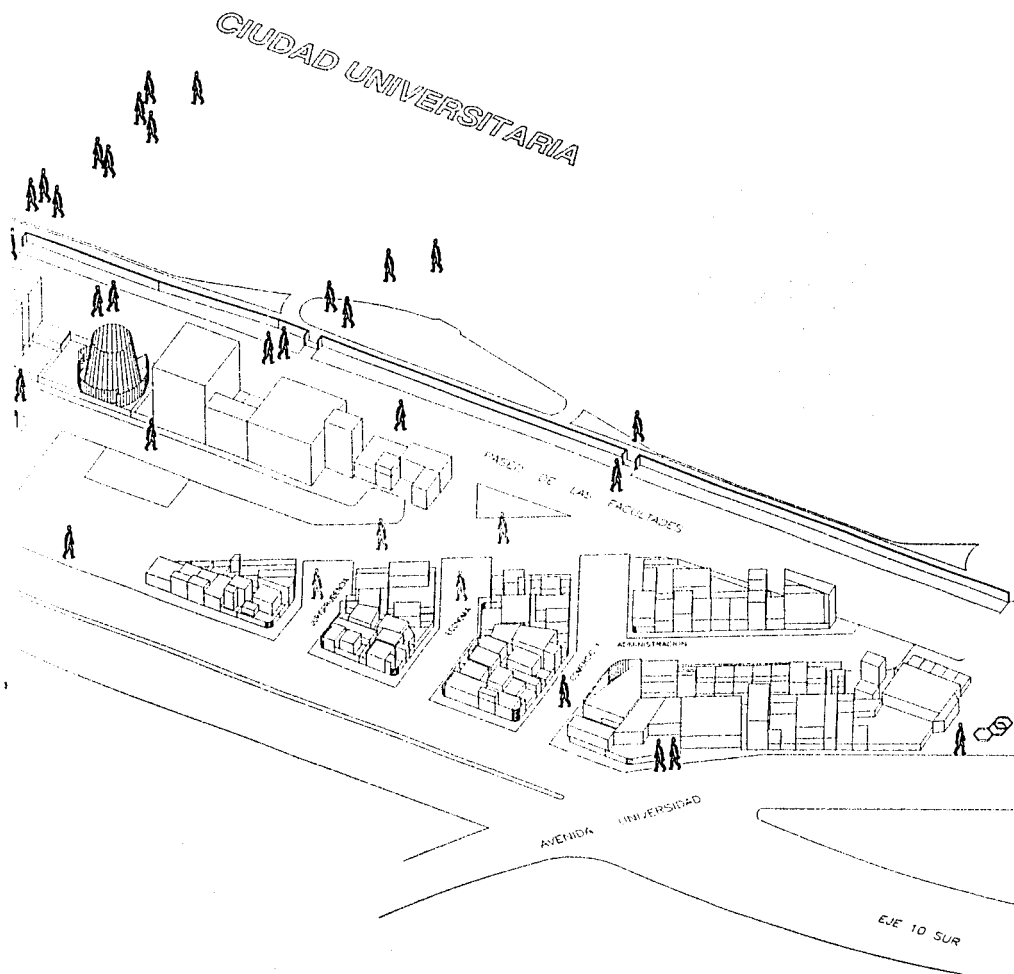 CIUDAD UNIVERSITARIA
PASEO DE LAS FACULTADES
ADMINISTRACION
AVENIDA UNIVERSIDAD
EJE 10 SUR